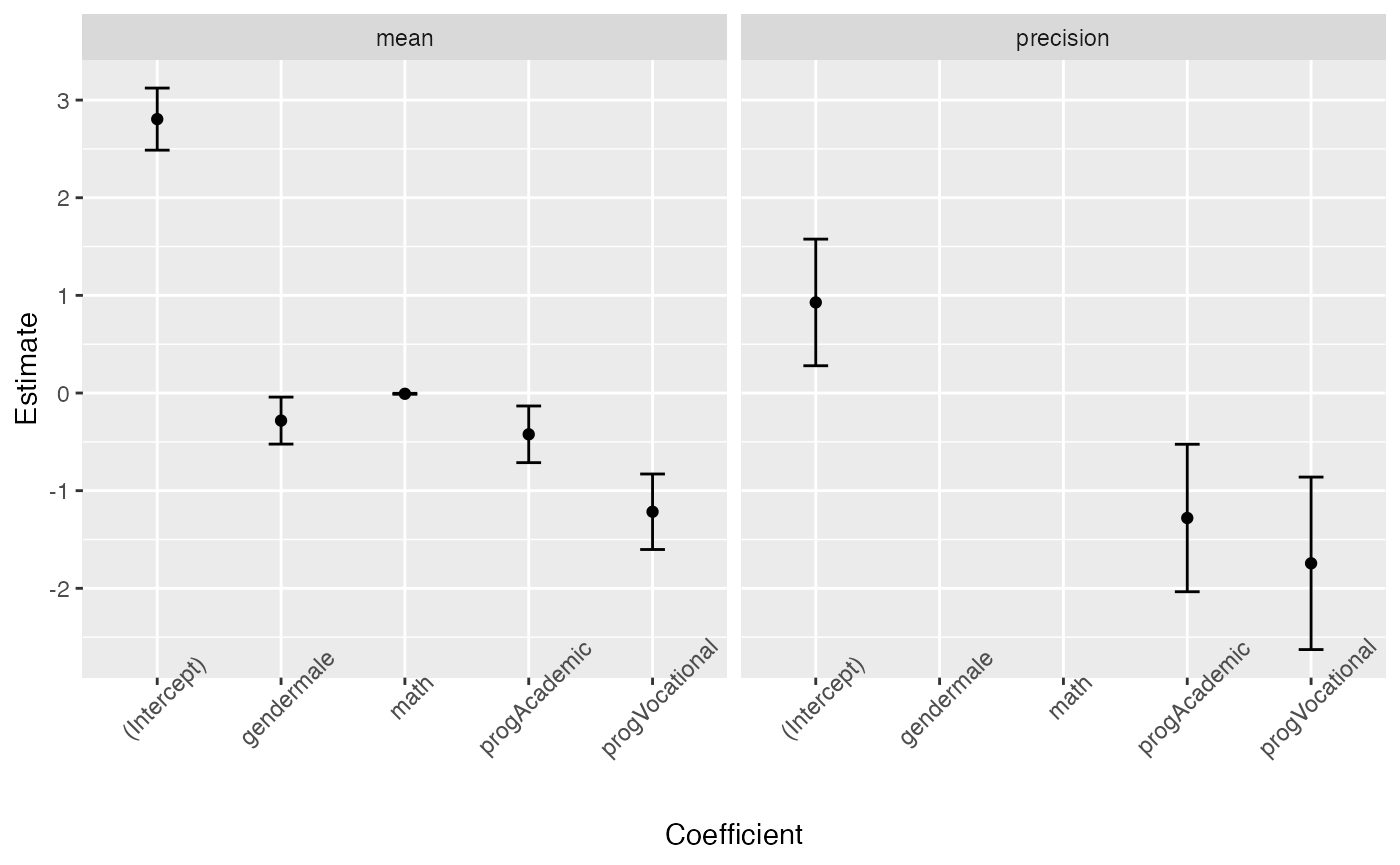 mean
precision
3
2
1
0
-1
-2
Estimate
(Intercept)
gendermale
math
progAcademic
progVocational
(Intercept)
gendermale
math
progAcademic
progVocational
Coefficient